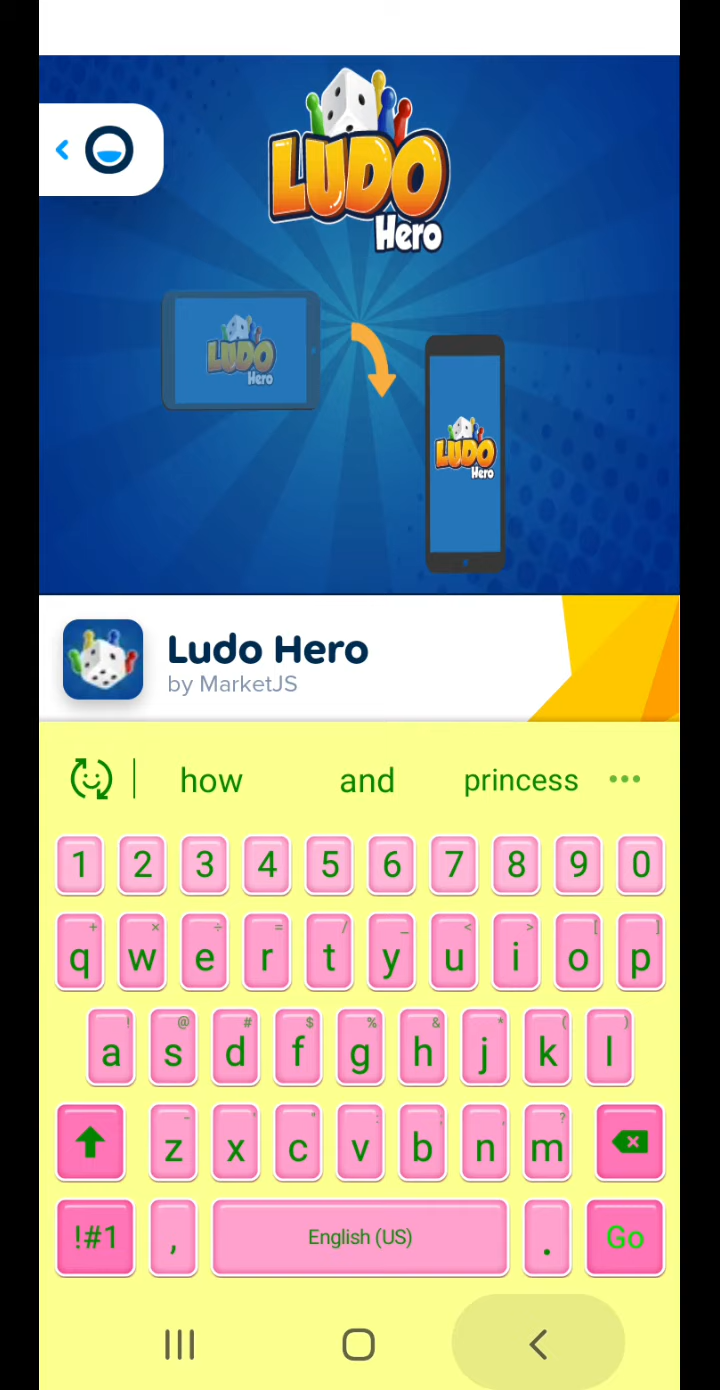 LUDO
Hero
LUDO
Hero
LUDO
Hero
Ludo Hero
by MarketJS
how and princess •••
1 2 3 4 5 6 7 8 9 0
+ × ÷ = / _ < > [ ]
q w e r t y u i o p
! @ # $ % & * ( )
a s d f g h j k l
- ' " : ; , ?
z x c v b n m
!#1 , English (US) . Go